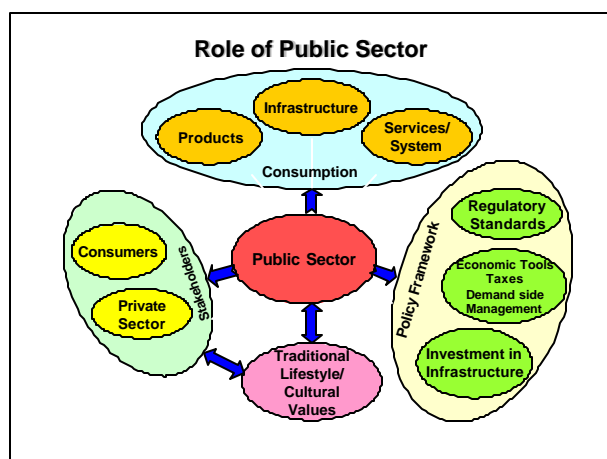 Role of Public Sector
Infrastructure
Products
Services/
System
Consumption
Regulatory
Standards
Consumers
Public Sector
Stakeholders
Policy Framework
Economic Tools
Taxes
Demand side
Management
Private
Sector
Traditional
Lifestyle/
Cultural
Values
Investment in
Infrastructure